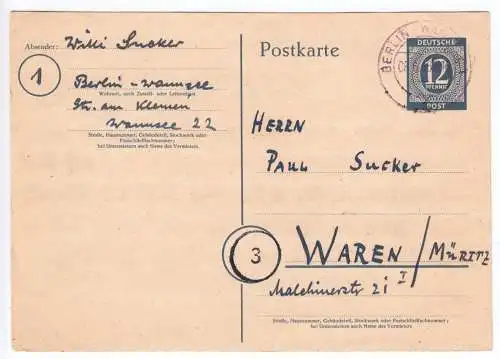 Absender: Willi Sucker
1
Berlin-Wannsee
Wohnort, auch Zustell- oder Leitpostamt
Str. am Kleinen
Wannsee 22
Straße, Hausnummer, Gebäudeteil, Stockwerk oder
Postschließfachnummer;
bei Untermietern auch Name des Vermieters.
Postkarte
BERLIN
DEUTSCHE
12
PFENNIG
POST
HERRN
PAUL SUCKER
3
WAREN/MÜRITZ
Malchinerstr 2i I
Straße, Hausnummer, Gebäudeteil, Stockwerk oder Postschließfachnummer;
bei Untermietern auch Name des Vermieters